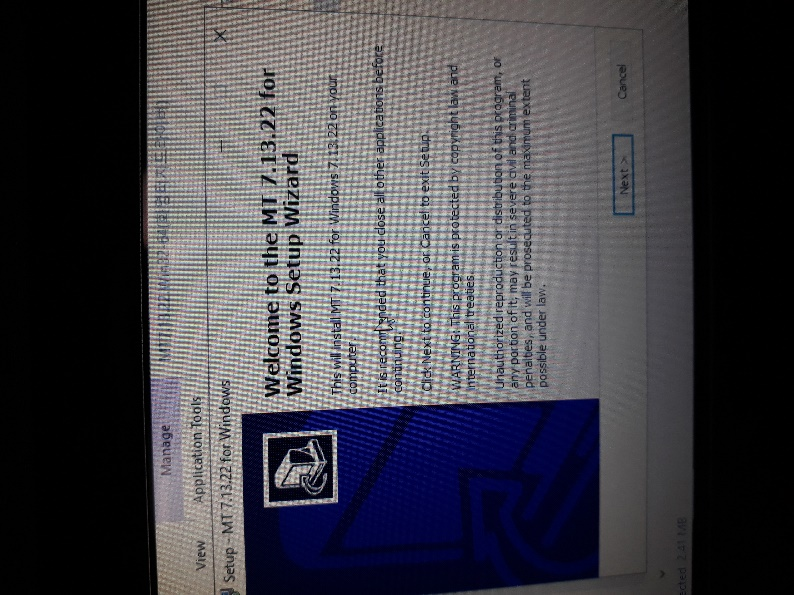 Manage
View
Application Tools
Setup - MT 7.13.22 for Windows
Welcome to the MT 7.13.22 for
Windows Setup Wizard
This will install MT 7.13.22 for Windows 7.13.22 on your
computer.
It is recommended that you close all other applications before
continuing.
Click Next to continue, or Cancel to exit Setup.
WARNING: This program is protected by copyright law and
international treaties.
Unauthorized reproduction or distribution of this program, or
any portion of it, may result in severe civil and criminal
penalties, and will be prosecuted to the maximum extent
possible under law.
Next >
Cancel
2.41 MB